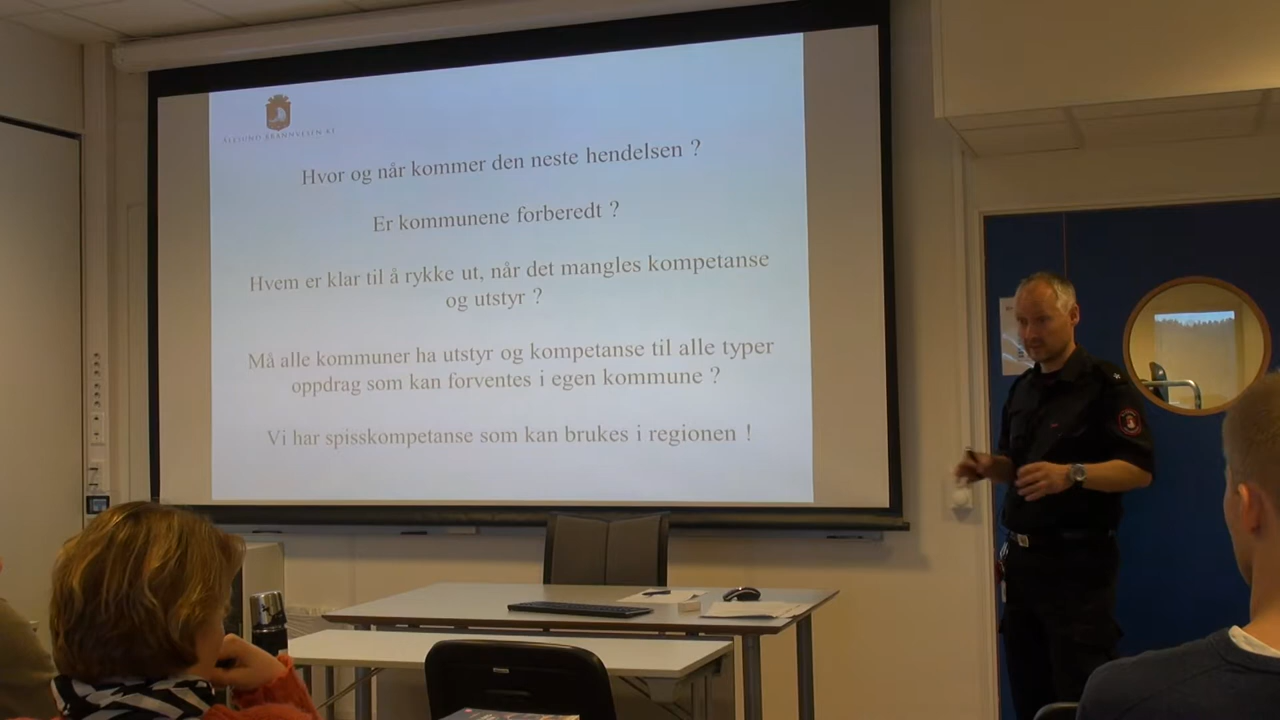 ÅLESUND BRANNVESEN KF
Hvor og når kommer den neste hendelsen ?
Er kommunene forberedt ?
Hvem er klar til å rykke ut, når det mangles kompetanse
og utstyr ?
Må alle kommuner ha utstyr og kompetanse til alle typer
oppdrag som kan forventes i egen kommune ?
Vi har spisskompetanse som kan brukes i regionen !